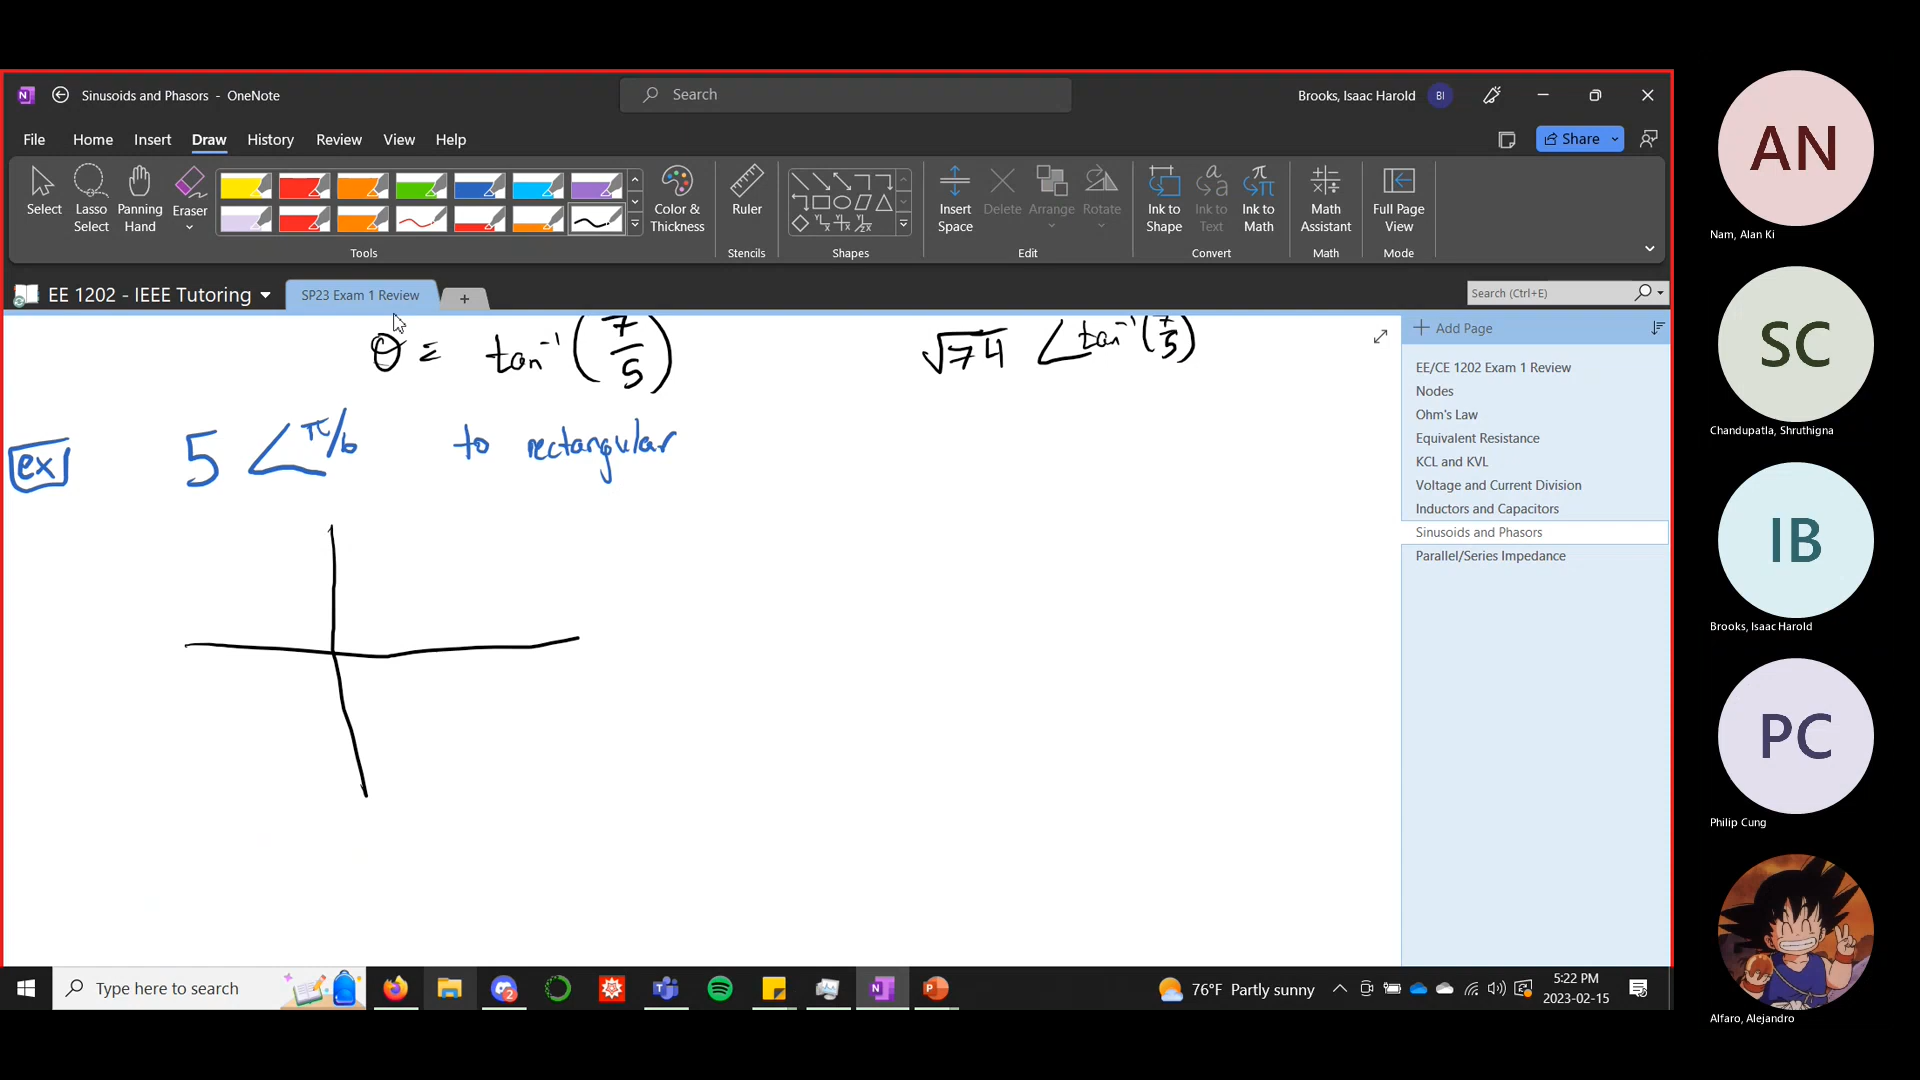 Sinusoids and Phasors - OneNote
Search
Brooks, Isaac Harold
BI
File Home Insert Draw History Review View Help
Share
Select
Lasso Select
Panning Hand
Eraser
Color & Thickness
Ruler
Insert Space
Delete
Arrange
Rotate
Ink to Shape
Ink to Text
Ink to Math
Math Assistant
Full Page View
Tools
Stencils
Shapes
Edit
Convert
Math
Mode
EE 1202 - IEEE Tutoring
SP23 Exam 1 Review
Search (Ctrl+E)
θ = tan⁻¹(7/5)
√74 ∠tan⁻¹(7/5)
ex 5 ∠π/6 to rectangular
Add Page
EE/CE 1202 Exam 1 Review
Nodes
Ohm's Law
Equivalent Resistance
KCL and KVL
Voltage and Current Division
Inductors and Capacitors
Sinusoids and Phasors
Parallel/Series Impedance
AN
Nam, Alan Ki
SC
Chandupatla, Shruthigna
IB
Brooks, Isaac Harold
PC
Philip Cung
Alfaro, Alejandro
Type here to search
76°F Partly sunny
5:22 PM
2023-02-15